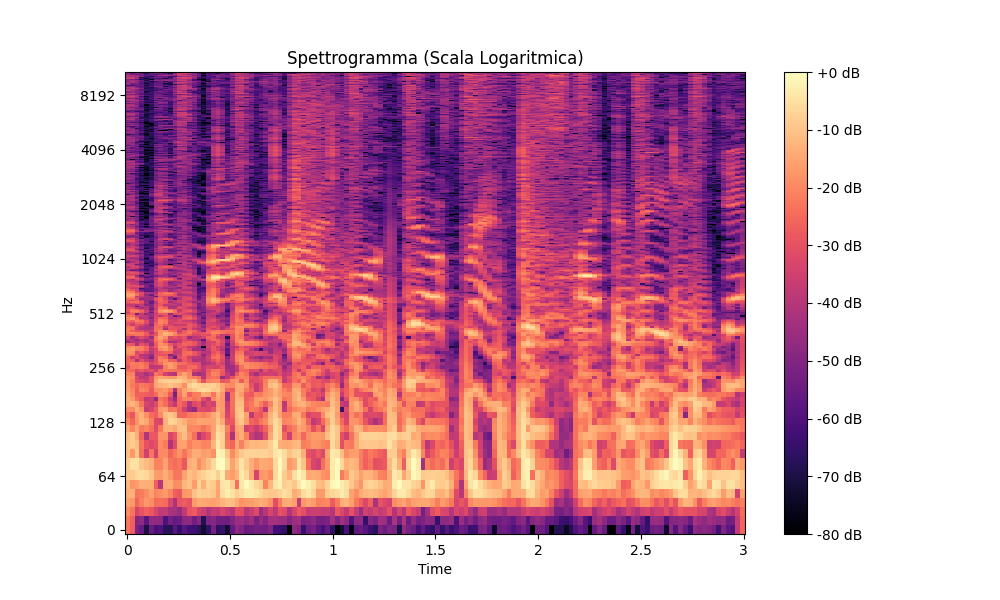 Spettrogramma (Scala Logaritmica)
Hz
8192
4096
2048
1024
512
256
128
64
0
0
0.5
1
1.5
2
2.5
3
Time
+0 dB
-10 dB
-20 dB
-30 dB
-40 dB
-50 dB
-60 dB
-70 dB
-80 dB